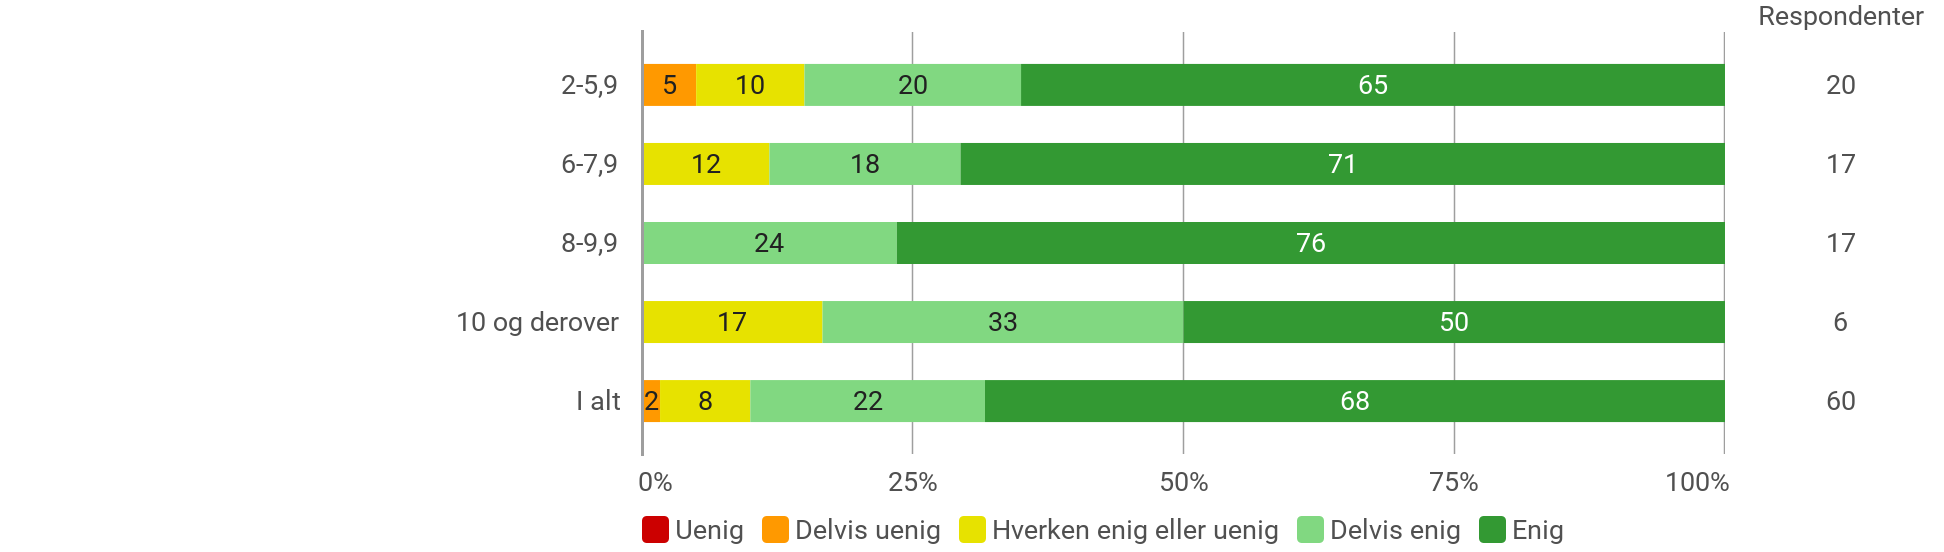 Respondenter
2-5,9 5 10 20 65 20
6-7,9 12 18 71 17
8-9,9 24 76 17
10 og derover 17 33 50 6
I alt 2 8 22 68 60
0% 25% 50% 75% 100%
Uenig Delvis uenig Hverken enig eller uenig Delvis enig Enig